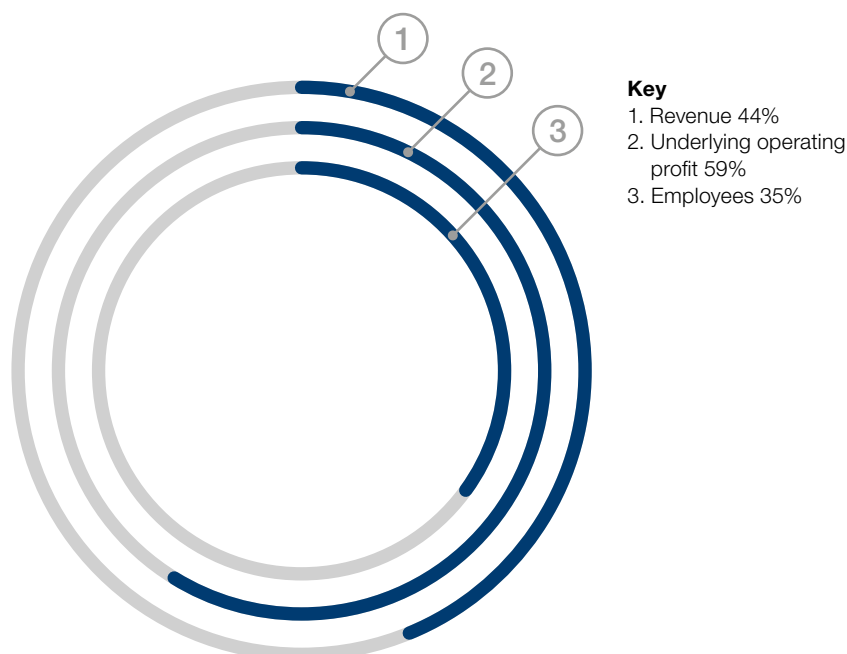 1
2
3
Key
1. Revenue 44%
2. Underlying operating
profit 59%
3. Employees 35%